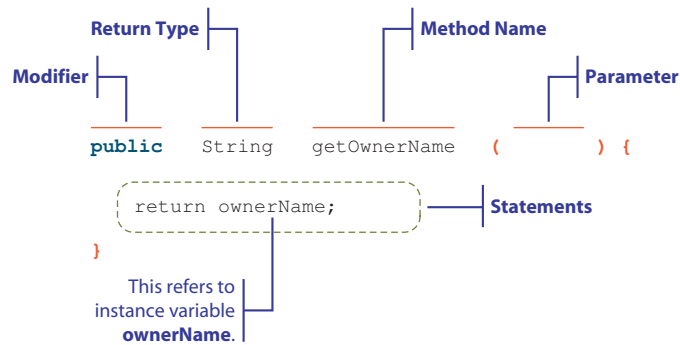 Return Type
Method Name
Modifier
Parameter
public String getOwnerName ( ) {
return ownerName;
Statements
}
This refers to
instance variable
ownerName.